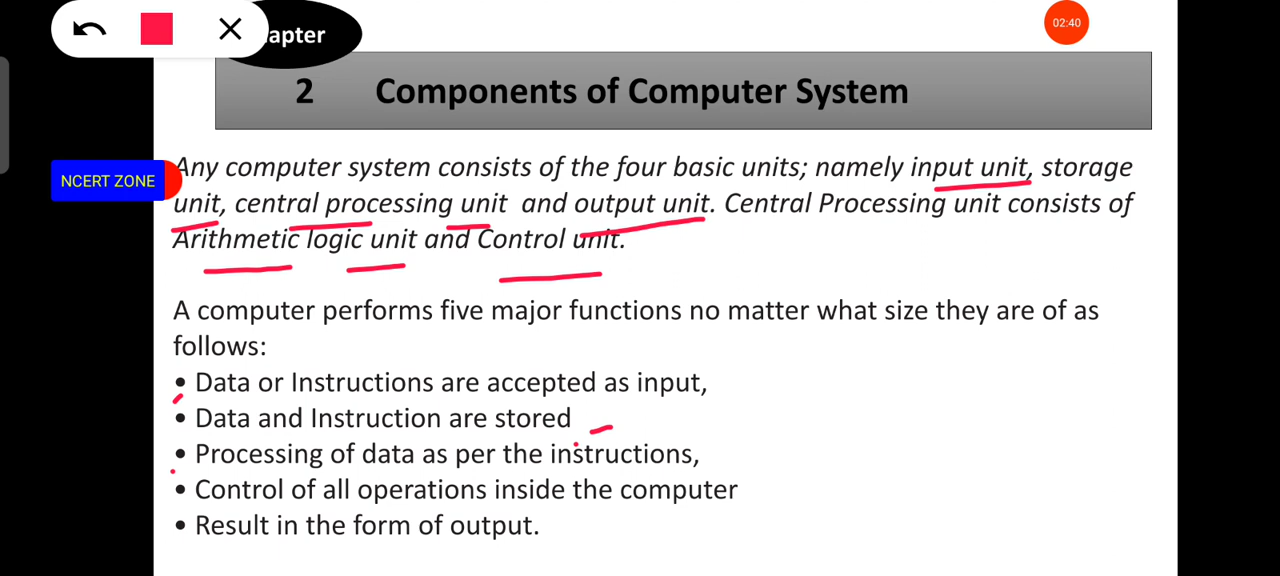 apter
02:40
2 Components of Computer System
NCERT ZONE
Any computer system consists of the four basic units; namely input unit, storage
unit, central processing unit and output unit. Central Processing unit consists of
Arithmetic logic unit and Control unit.
A computer performs five major functions no matter what size they are of as
follows:
• Data or Instructions are accepted as input,
• Data and Instruction are stored
• Processing of data as per the instructions,
• Control of all operations inside the computer
• Result in the form of output.